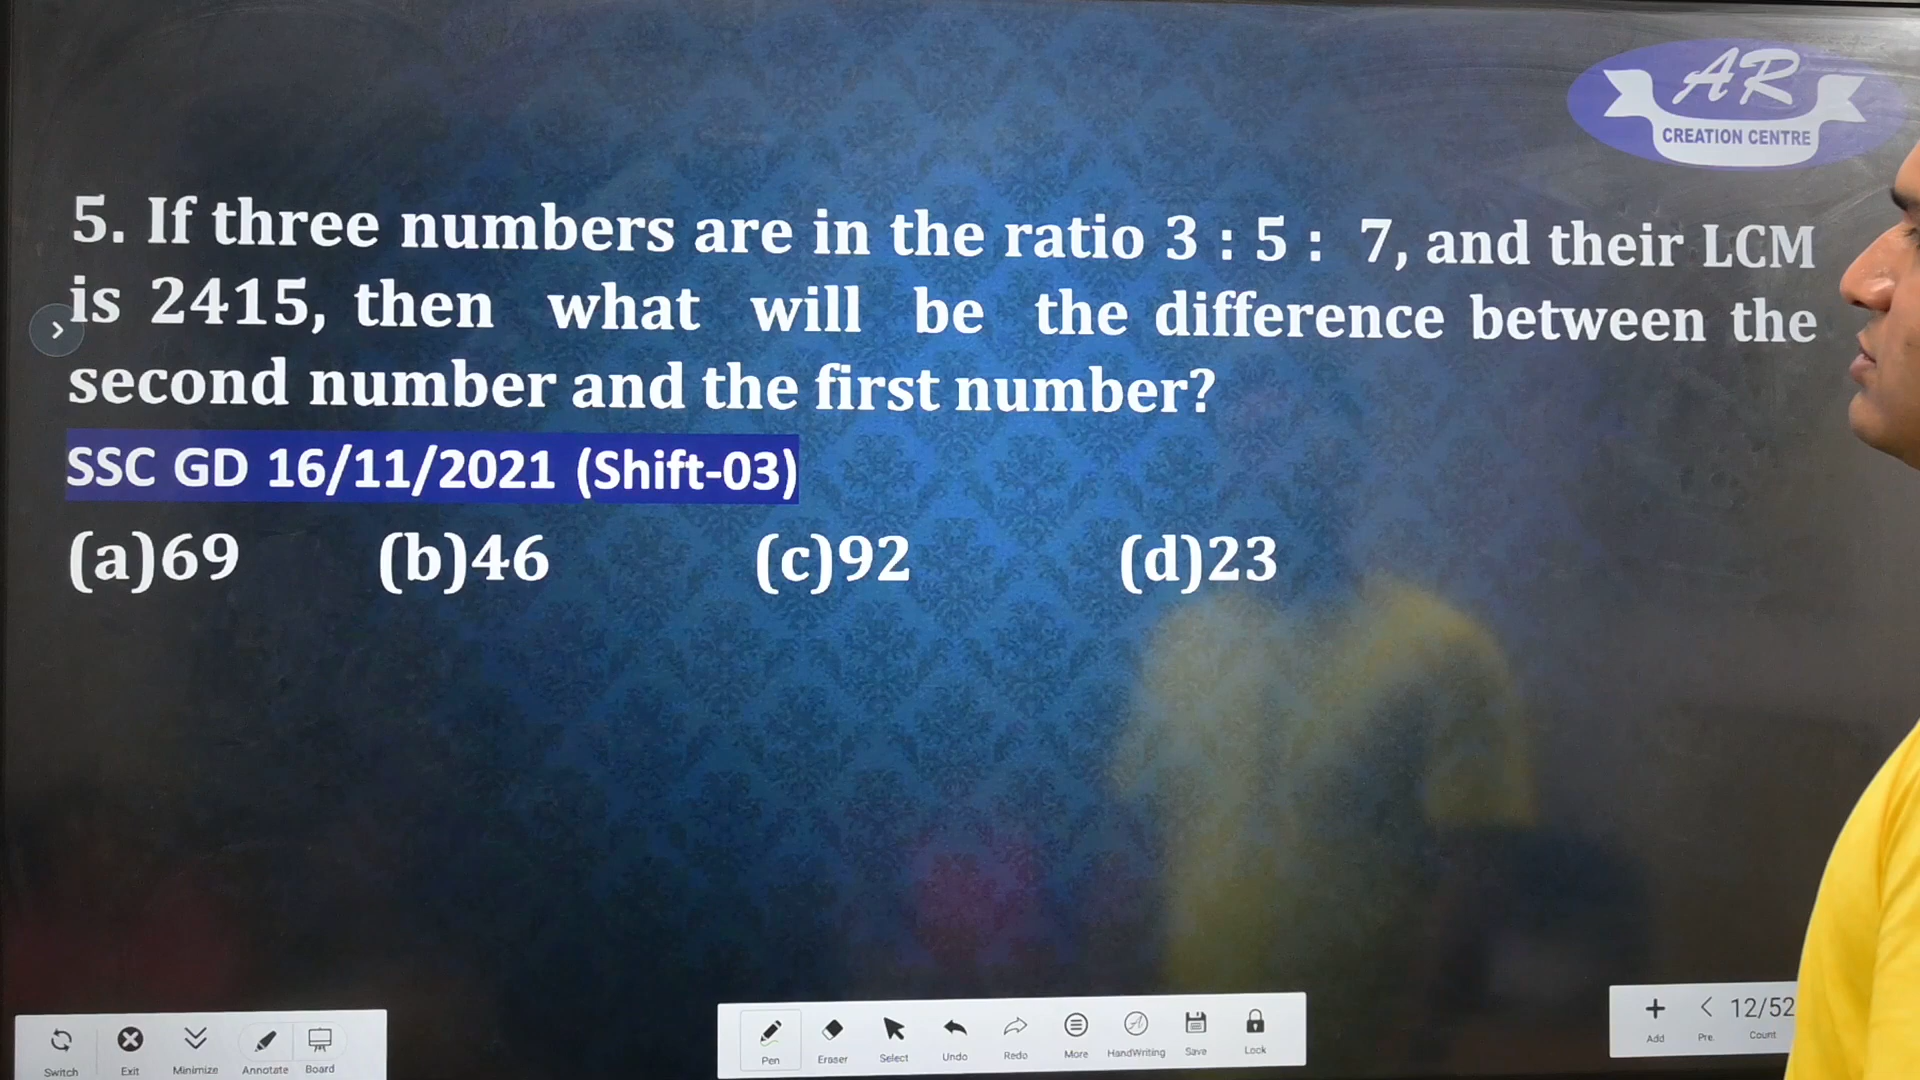 AR
CREATION CENTRE
5. If three numbers are in the ratio 3 : 5 : 7, and their LCM
is 2415, then what will be the difference between the
second number and the first number?
SSC GD 16/11/2021 (Shift-03)
(a)69 (b)46 (c)92 (d)23
Switch Exit Minimize Annotate Board
Pen Eraser Select Undo Redo More HandWriting Save Lock
12/52
Add Pre. Count